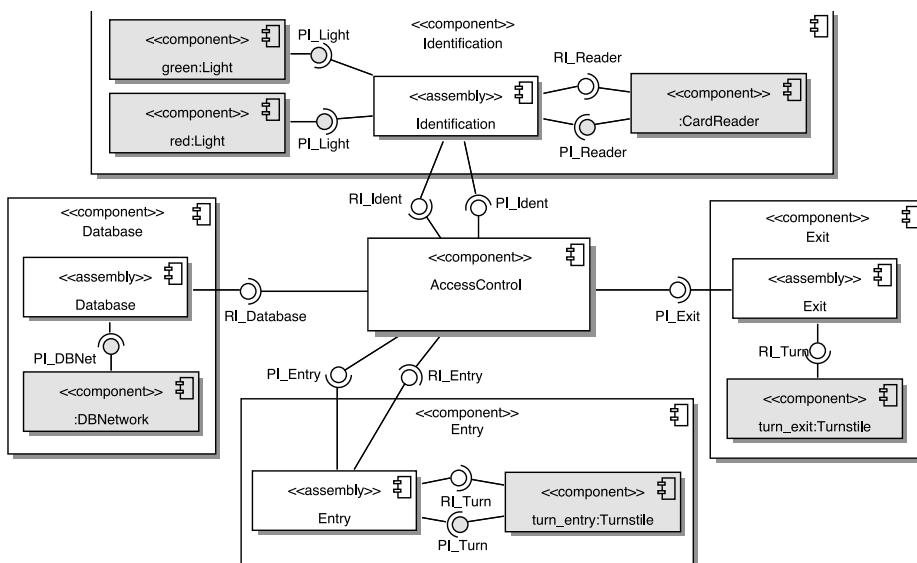 <<component>>
Identification
<<component>>
green:Light
PI_Light
<<component>>
red:Light
PI_Light
<<assembly>>
Identification
RI_Reader
PI_Reader
<<component>>
:CardReader
RI_Ident
PI_Ident
<<component>>
Database
<<assembly>>
Database
RI_Database
PI_DBNet
<<component>>
:DBNetwork
<<component>>
AccessControl
<<component>>
Exit
<<assembly>>
Exit
PI_Exit
RI_Turn
<<component>>
turn_exit:Turnstile
PI_Entry
RI_Entry
<<component>>
Entry
<<assembly>>
Entry
RI_Turn
PI_Turn
<<component>>
turn_entry:Turnstile